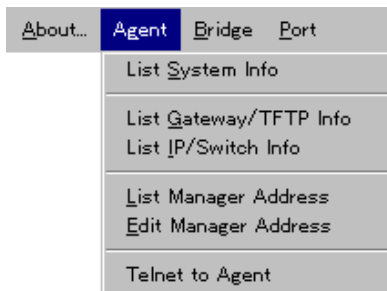 About... Agent Bridge Port
List System Info
List Gateway/TFTP Info
List IP/Switch Info
List Manager Address
Edit Manager Address
Telnet to Agent